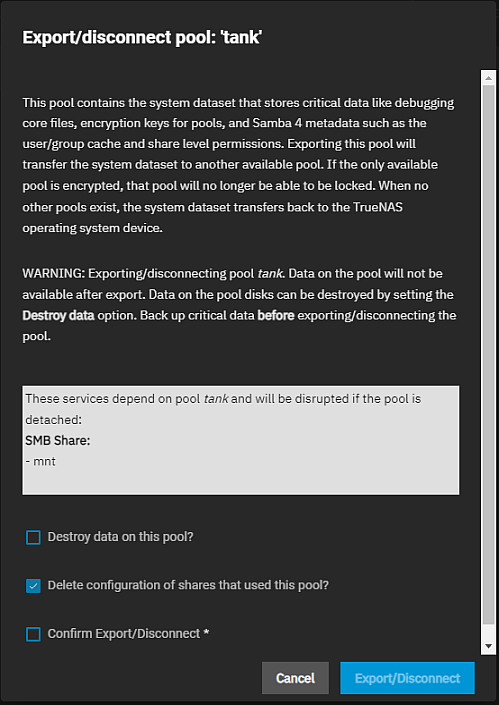 Export/disconnect pool: 'tank'
This pool contains the system dataset that stores critical data like debugging
core files, encryption keys for pools, and Samba 4 metadata such as the
user/group cache and share level permissions. Exporting this pool will
transfer the system dataset to another available pool. If the only available
pool is encrypted, that pool will no longer be able to be locked. When no
other pools exist, the system dataset transfers back to the TrueNAS
operating system device.
WARNING: Exporting/disconnecting pool tank. Data on the pool will not be
available after export. Data on the pool disks can be destroyed by setting the
Destroy data option. Back up critical data before exporting/disconnecting the
pool.
These services depend on pool tank and will be disrupted if the pool is
detached:
SMB Share:
- mnt
Destroy data on this pool?
Delete configuration of shares that used this pool?
Confirm Export/Disconnect *
Cancel Export/Disconnect